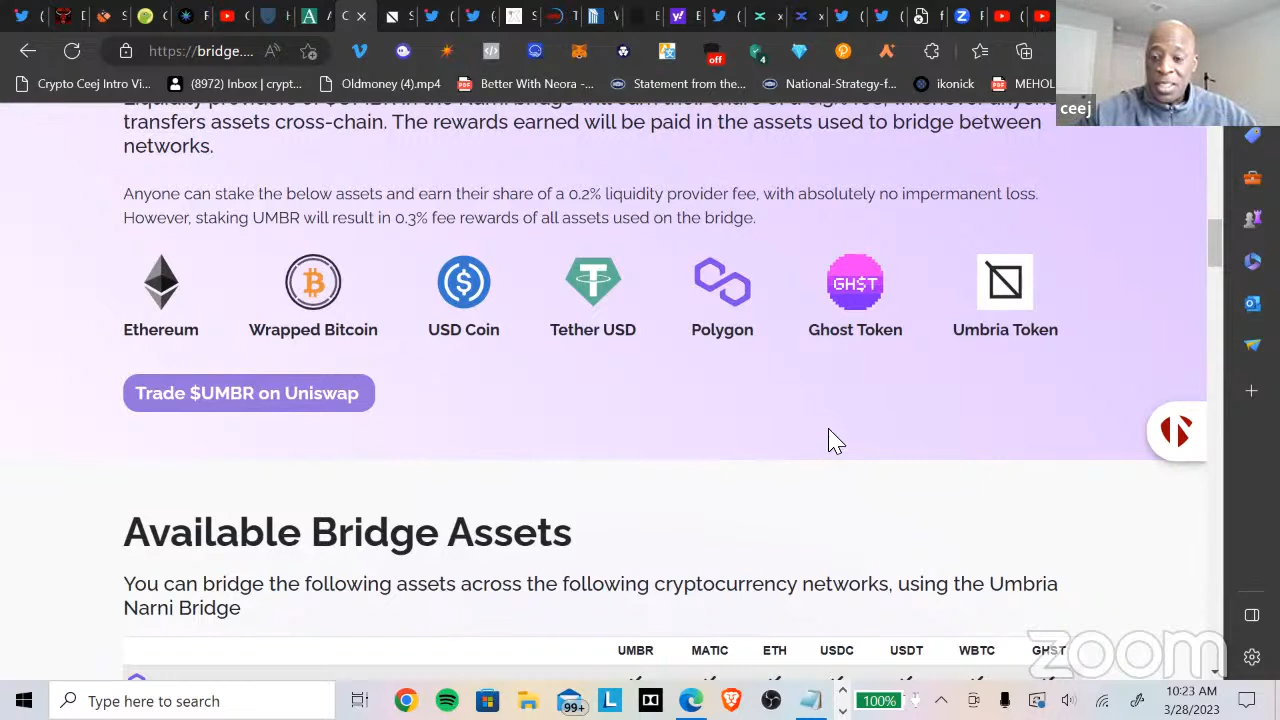 https://bridge....
off
4
Crypto Ceej Intro Vi...
(8972) Inbox | crypt...
Oldmoney (4).mp4
Better With Neora -...
Statement from the...
National-Strategy-f...
ikonick
MEHOL
ceej
transfers assets cross-chain. The rewards earned will be paid in the assets used to bridge between
networks.
Anyone can stake the below assets and earn their share of a 0.2% liquidity provider fee, with absolutely no impermanent loss.
However, staking UMBR will result in 0.3% fee rewards of all assets used on the bridge.
GH$T
Ethereum
Wrapped Bitcoin
USD Coin
Tether USD
Polygon
Ghost Token
Umbria Token
Trade $UMBR on Uniswap
Available Bridge Assets
You can bridge the following assets across the following cryptocurrency networks, using the Umbria
Narni Bridge
UMBR MATIC ETH USDC USDT WBTC GHST
zoom
Type here to search
99+
100%
10:23 AM
3/28/2023